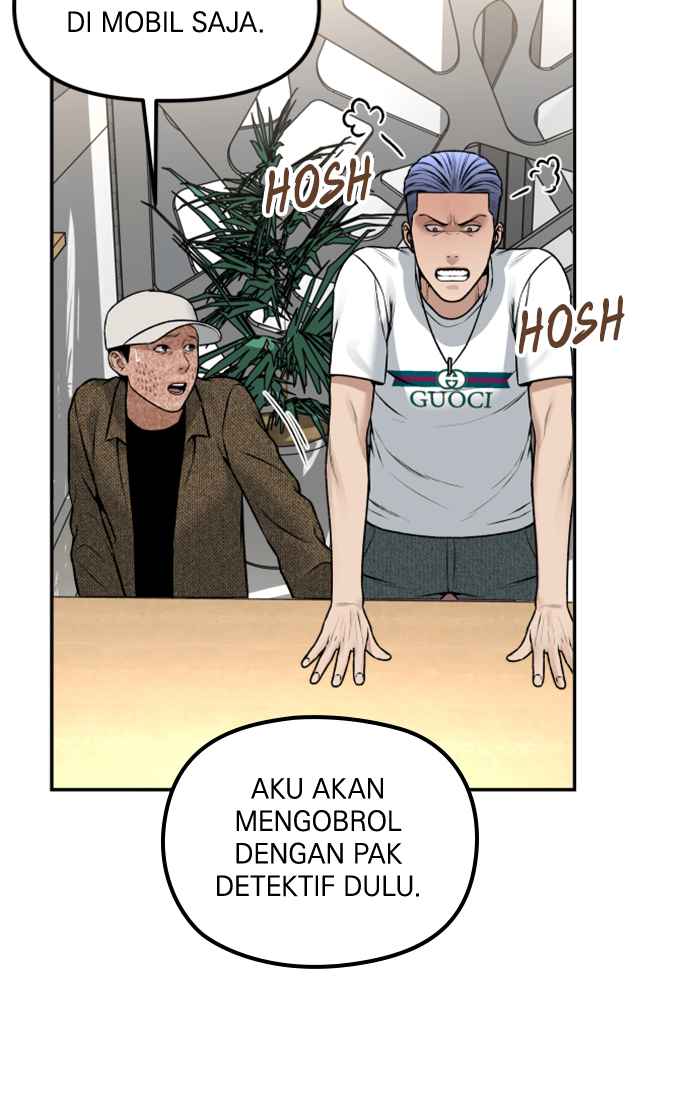 DI MOBIL SAJA.
HOSH
HOSH
GUOCI
AKU AKAN
MENGOBROL
DENGAN PAK
DETEKTIF DULU.